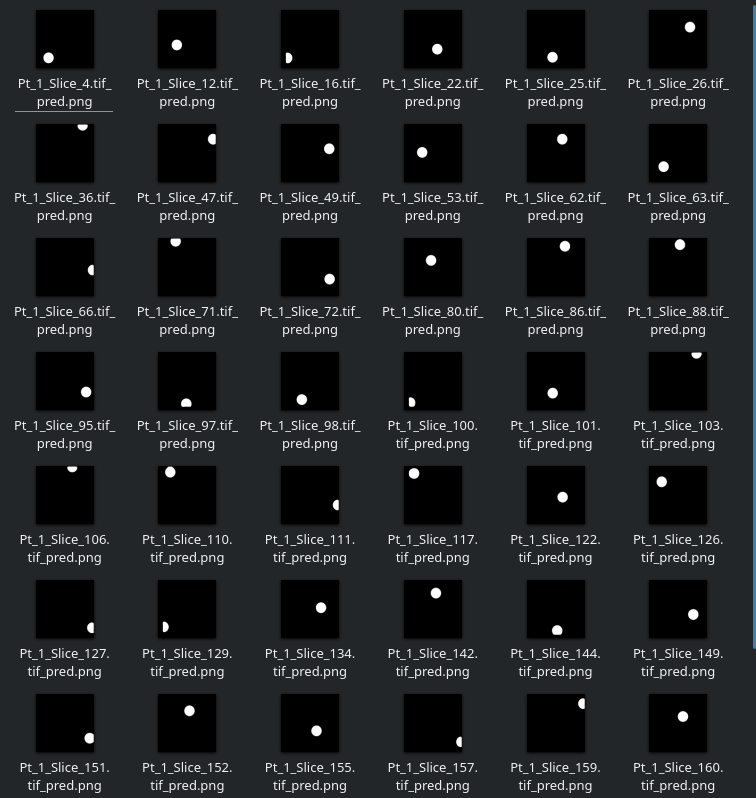 Pt_1_Slice_4.tif_
pred.png
Pt_1_Slice_12.tif_
pred.png
Pt_1_Slice_16.tif_
pred.png
Pt_1_Slice_22.tif_
pred.png
Pt_1_Slice_25.tif_
pred.png
Pt_1_Slice_26.tif_
pred.png
Pt_1_Slice_36.tif_
pred.png
Pt_1_Slice_47.tif_
pred.png
Pt_1_Slice_49.tif_
pred.png
Pt_1_Slice_53.tif_
pred.png
Pt_1_Slice_62.tif_
pred.png
Pt_1_Slice_63.tif_
pred.png
Pt_1_Slice_66.tif_
pred.png
Pt_1_Slice_71.tif_
pred.png
Pt_1_Slice_72.tif_
pred.png
Pt_1_Slice_80.tif_
pred.png
Pt_1_Slice_86.tif_
pred.png
Pt_1_Slice_88.tif_
pred.png
Pt_1_Slice_95.tif_
pred.png
Pt_1_Slice_97.tif_
pred.png
Pt_1_Slice_98.tif_
pred.png
Pt_1_Slice_100.
tif_pred.png
Pt_1_Slice_101.
tif_pred.png
Pt_1_Slice_103.
tif_pred.png
Pt_1_Slice_106.
tif_pred.png
Pt_1_Slice_110.
tif_pred.png
Pt_1_Slice_111.
tif_pred.png
Pt_1_Slice_117.
tif_pred.png
Pt_1_Slice_122.
tif_pred.png
Pt_1_Slice_126.
tif_pred.png
Pt_1_Slice_127.
tif_pred.png
Pt_1_Slice_129.
tif_pred.png
Pt_1_Slice_134.
tif_pred.png
Pt_1_Slice_142.
tif_pred.png
Pt_1_Slice_144.
tif_pred.png
Pt_1_Slice_149.
tif_pred.png
Pt_1_Slice_151.
tif_pred.png
Pt_1_Slice_152.
tif_pred.png
Pt_1_Slice_155.
tif_pred.png
Pt_1_Slice_157.
tif_pred.png
Pt_1_Slice_159.
tif_pred.png
Pt_1_Slice_160.
tif_pred.png